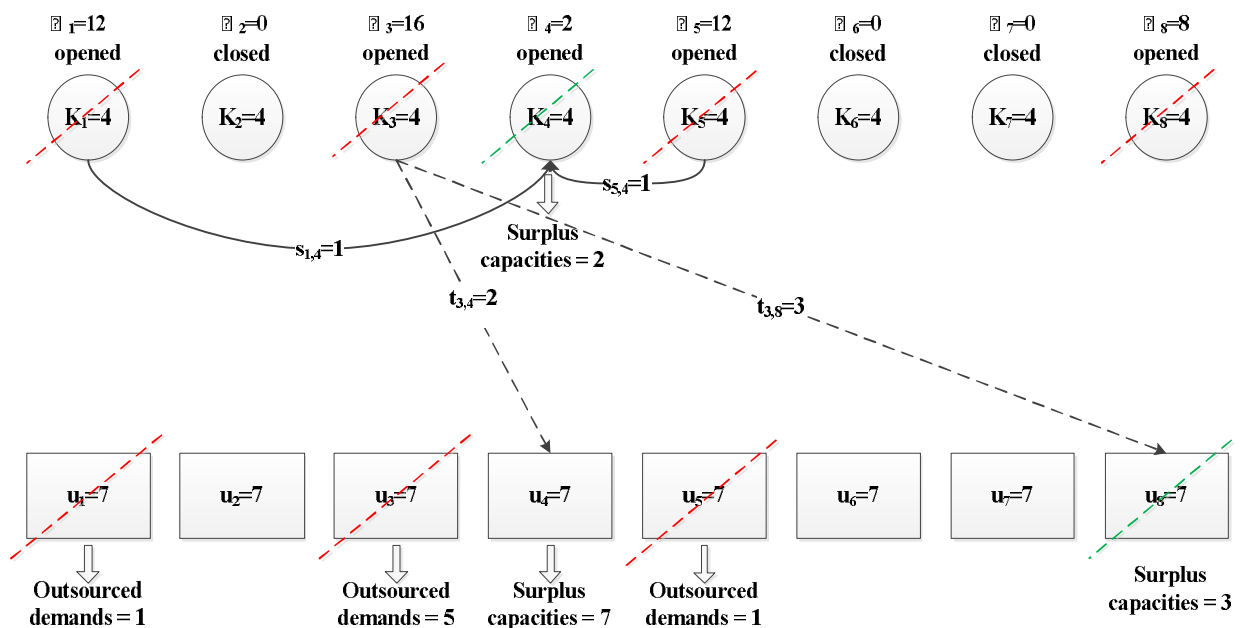 ₁=12
₂=0
₃=16
₄=2
₅=12
₆=0
₇=0
₈=8
opened
closed
opened
opened
opened
closed
closed
opened
K₁=4
K₂=4
K₃=4
K₄=4
K₅=4
K₆=4
K₇=4
K₈=4
s₅,₄=1
s₁,₄=1
Surplus
capacities = 2
t₃,₄=2
t₃,₈=3
u₁=7
u₂=7
u₃=7
u₄=7
u₅=7
u₆=7
u₇=7
u₈=7
Outsourced
demands = 1
Outsourced
demands = 5
Surplus
capacities = 7
Outsourced
demands = 1
Surplus
capacities = 3